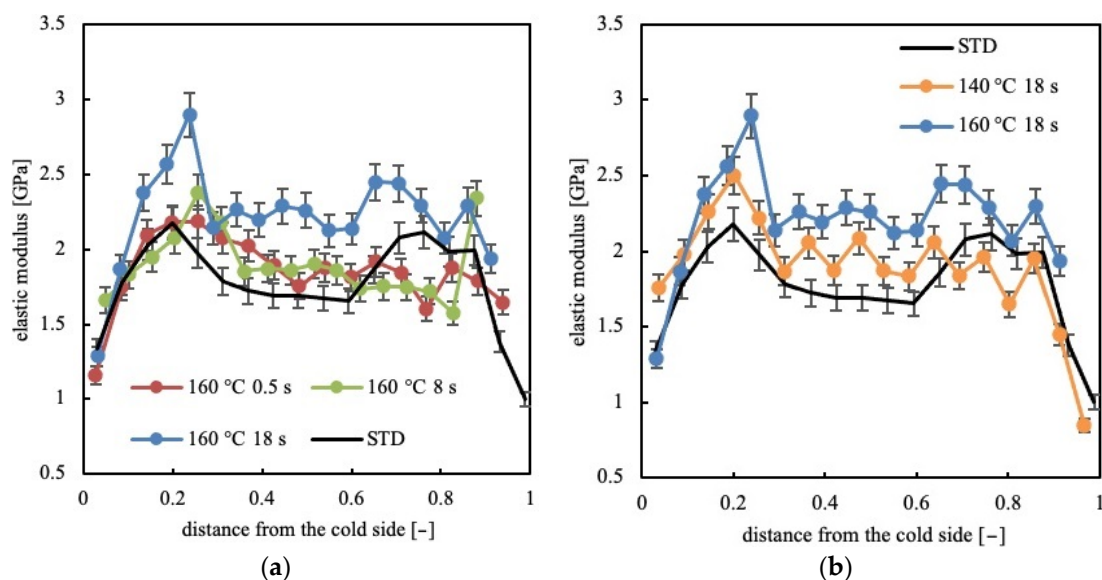 3.5
3
2.5
2
1.5
1
0.5
elastic modulus [GPa]
160 °C 0.5 s
160 °C 8 s
160 °C 18 s
STD
0 0.2 0.4 0.6 0.8 1
distance from the cold side [−]
(a)
3.5
3
2.5
2
1.5
1
0.5
elastic modulus [GPa]
STD
140 °C 18 s
160 °C 18 s
0 0.2 0.4 0.6 0.8 1
distance from the cold side [−]
(b)